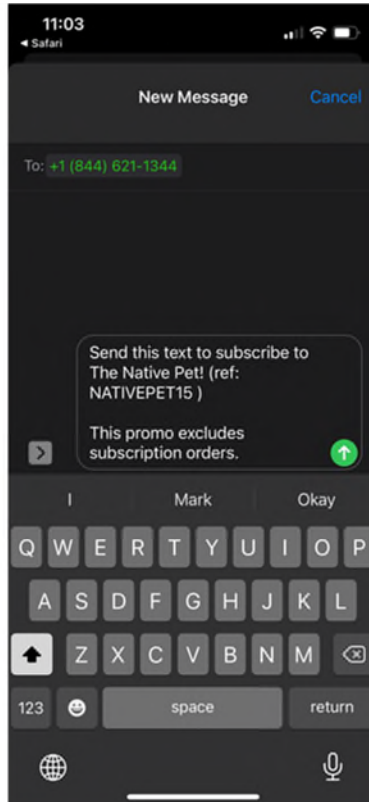 11:03
◀ Safari
New Message
Cancel
To: +1 (844) 621-1344
Send this text to subscribe to
The Native Pet! (ref:
NATIVEPET15 )
This promo excludes
subscription orders.
I Mark Okay
Q W E R T Y U I O P
A S D F G H J K L
Z X C V B N M
123 space return